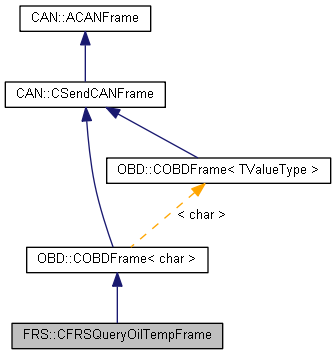 CAN::ACANFrame
CAN::CSendCANFrame
OBD::COBDFrame< TValueType >
< char >
OBD::COBDFrame< char >
FRS::CFRSQueryOilTempFrame